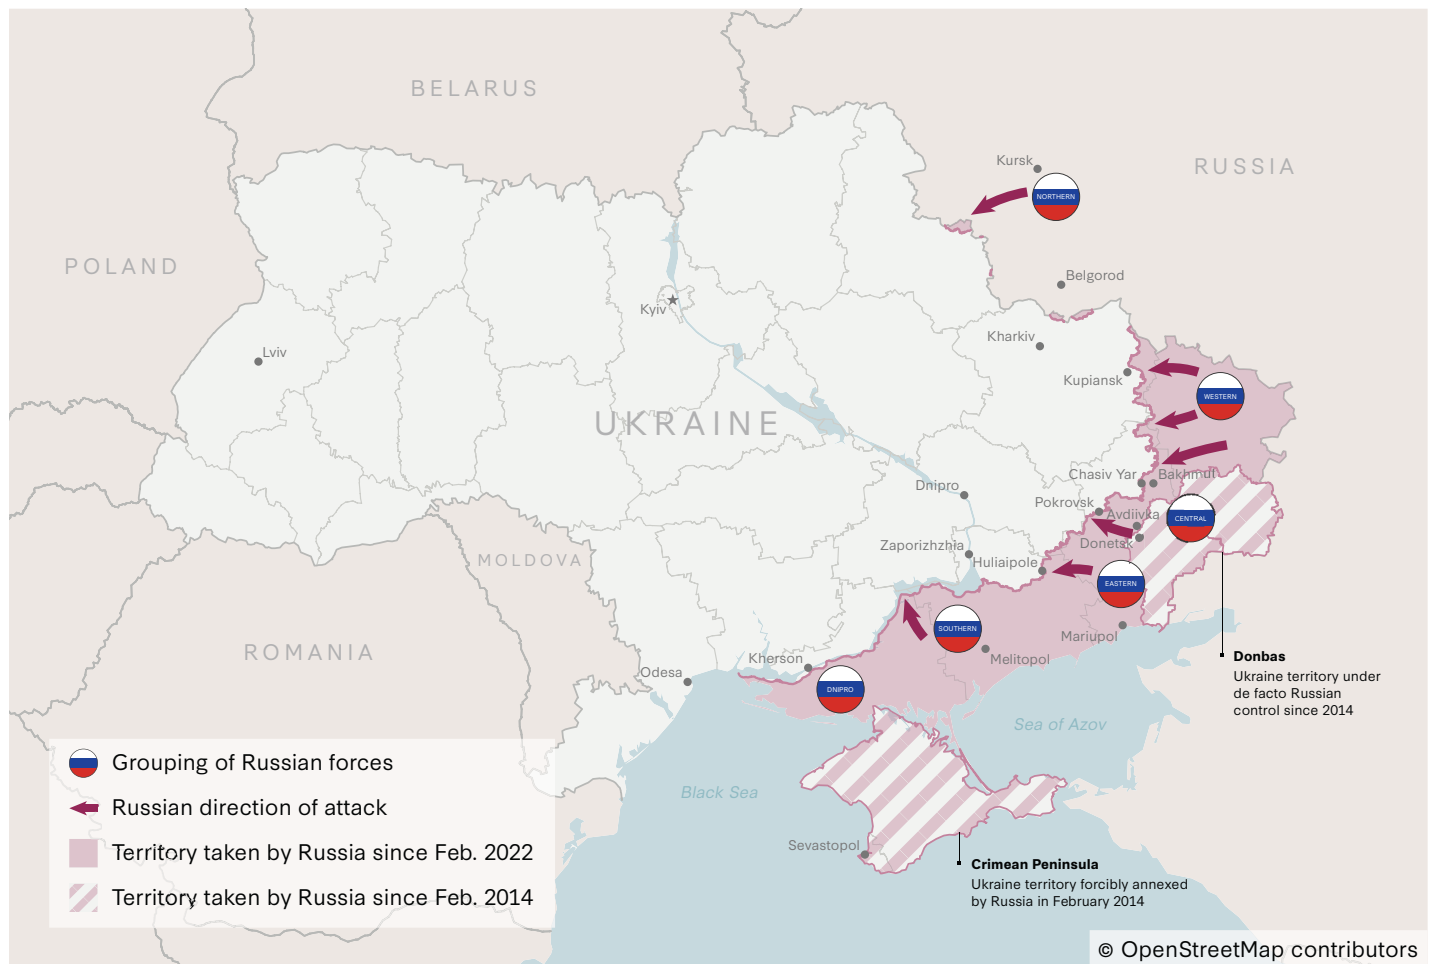 BELARUS
Kursk
RUSSIA
NORTHERN
POLAND
Belgorod
Kyiv
Kharkiv
Lviv
Kupiansk
WESTERN
UKRAINE
Chasiv Yar
Bakhmut
Dnipro
Pokrovsk
Avdiivka
CENTRAL
Donetsk
Zaporizhzhia
MOLDOVA
Huliaipole
EASTERN
SOUTHERN
Mariupol
ROMANIA
Kherson
Melitopol
Donbas
Ukraine territory under
de facto Russian
control since 2014
Odesa
DNIPRO
Sea of Azov
Grouping of Russian forces
Black Sea
Russian direction of attack
Sevastopol
Territory taken by Russia since Feb. 2022
Crimean Peninsula
Ukraine territory forcibly annexed
by Russia in February 2014
Territory taken by Russia since Feb. 2014
© OpenStreetMap contributors